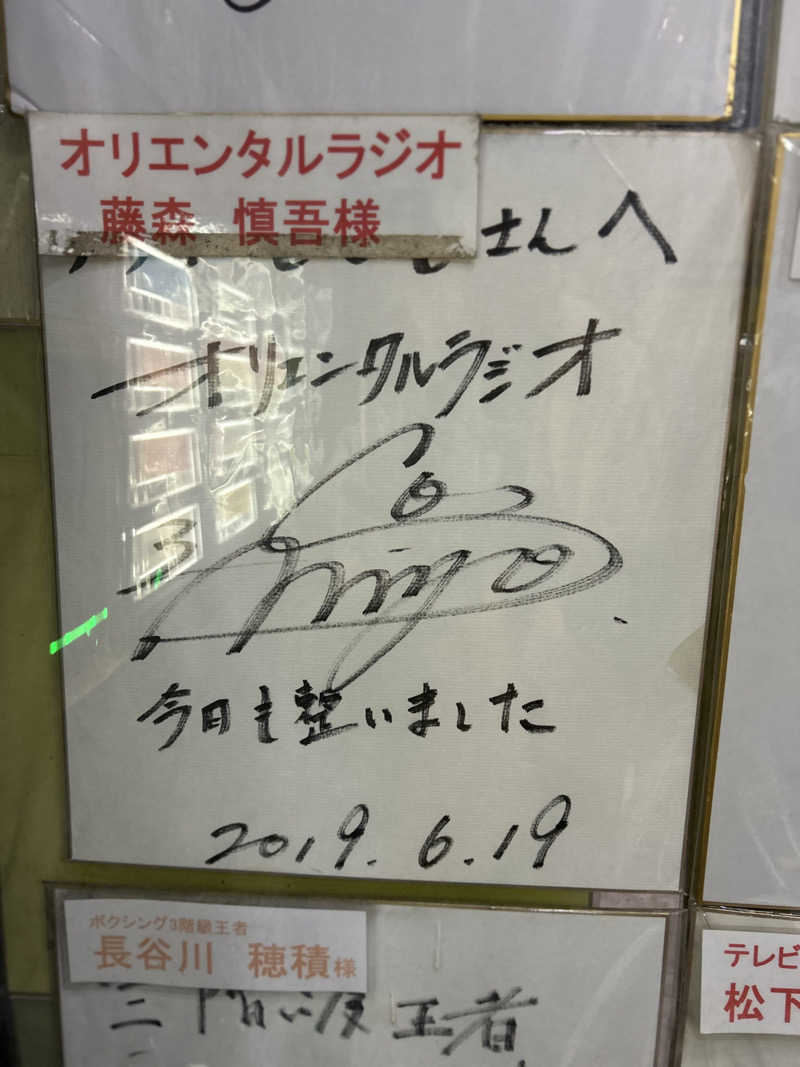 オリエンタルラジオ
藤森 慎吾様
さんへ
オリエンタルラジオ
Shingo
今日も整いました
2019.6.19
ボクシング3階級王者
長谷川 穂積様
三階級王者
テレビ
松下